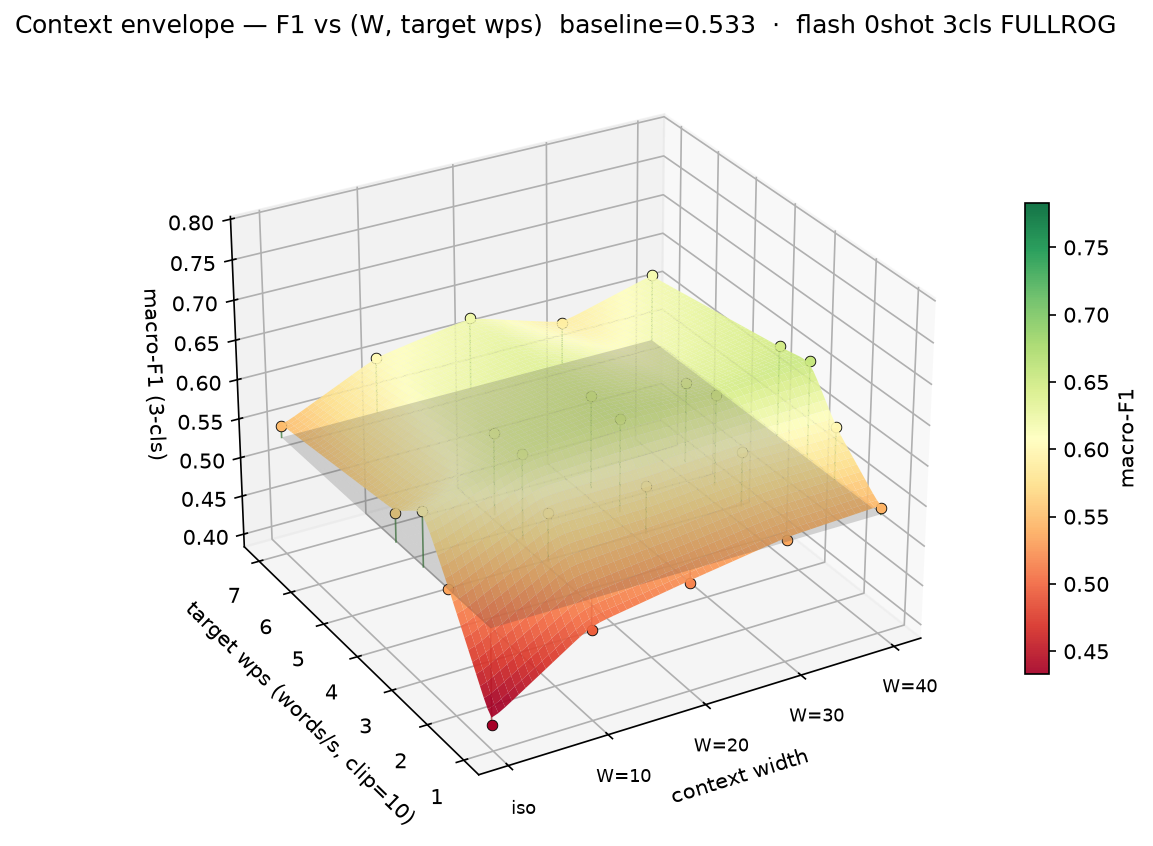 Context envelope — F1 vs (W, target wps)  baseline=0.533  ·  flash 0shot 3cls FULLROG
0.80
0.75
0.70
0.65
0.60
0.55
0.50
0.45
0.40
macro-F1 (3-cls)
7
6
5
4
3
2
1
target wps (words/s, clip=10)
iso
W=10
W=20
W=30
W=40
context width
0.75
0.70
0.65
0.60
0.55
0.50
0.45
macro-F1